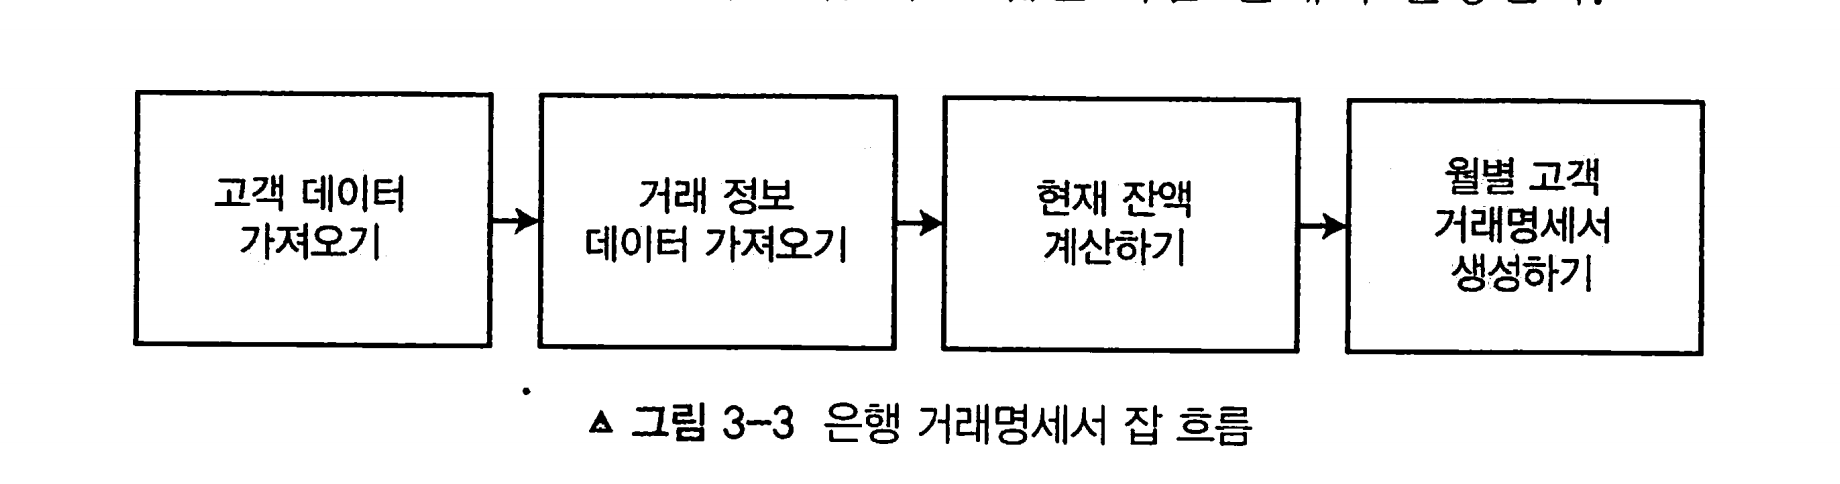 고객 데이터
가져오기
거래 정보
데이터 가져오기
현재 잔액
계산하기
월별 고객
거래명세서
생성하기
▲ 그림 3-3 은행 거래명세서 잡 흐름